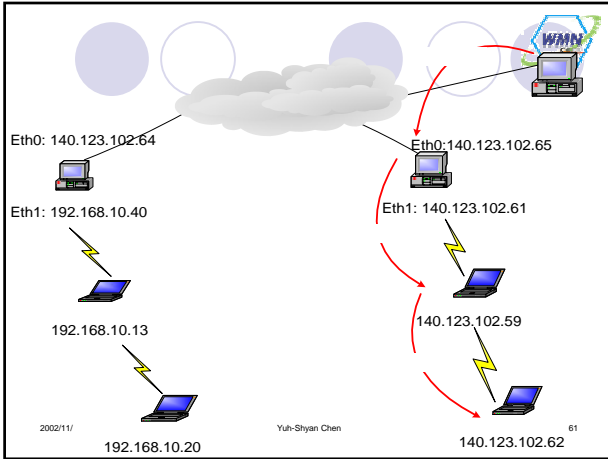 WMN
Eth0: 140.123.102.64
Eth0:140.123.102.65
Eth1: 192.168.10.40
Eth1: 140.123.102.61
192.168.10.13
140.123.102.59
192.168.10.20
140.123.102.62
2002/11/
Yuh-Shyan Chen
61